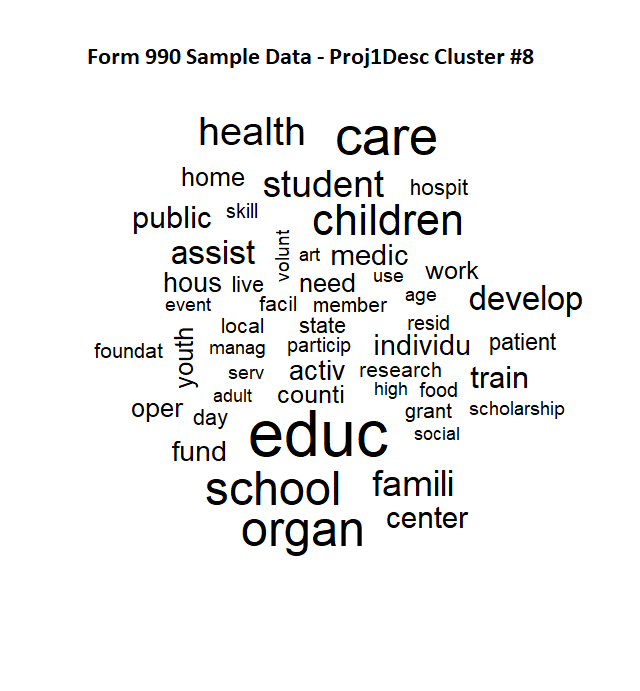 Form 990 Sample Data - Proj1Desc Cluster #8
health care
home student hospit
public skill children
assist volunt art medic
hous live need use work
event facil member age develop
local state resid
foundat youth manag particip individu patient
serv activ research train
adult counti high food
oper day grant scholarship
educ social
fund
school famili
organ center